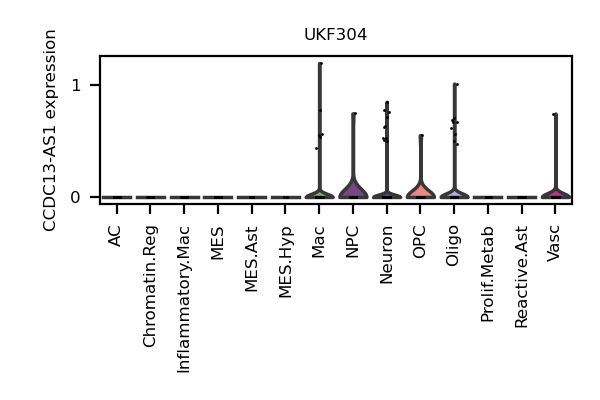 UKF304
CCDC13-AS1 expression
1
0
AC
Chromatin.Reg
Inflammatory.Mac
MES
MES.Ast
MES.Hyp
Mac
NPC
Neuron
OPC
Oligo
Prolif.Metab
Reactive.Ast
Vasc